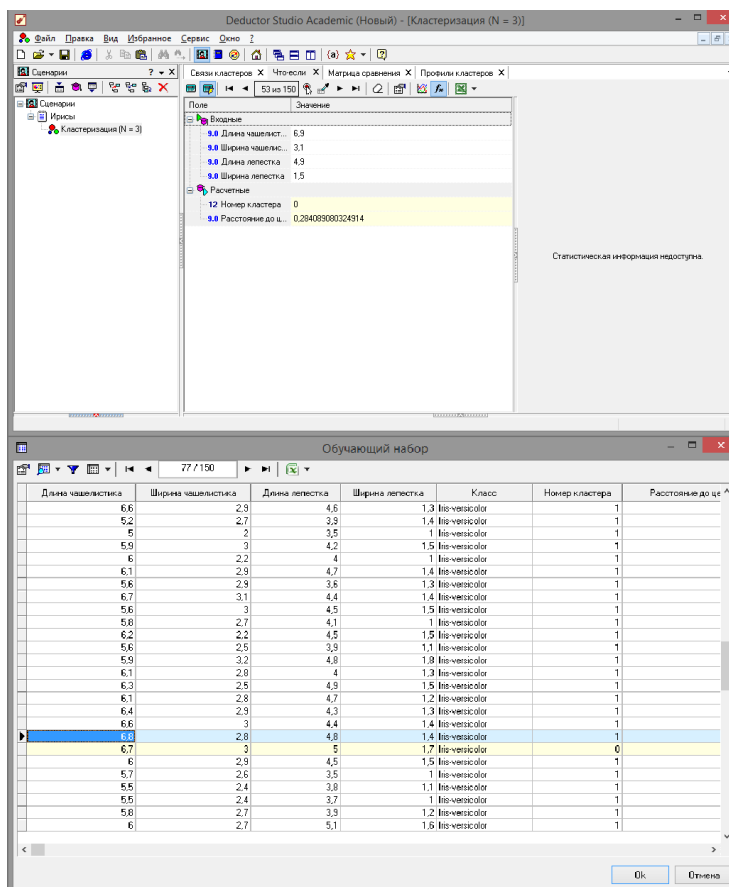 Deductor Studio Academic (Новый) - [Кластеризация (N = 3)]
Файл Правка Вид Избранное Сервис Окно ?
Сценарии ? Связи кластеров X Что-если X Матрица сравнения X Профили кластеров X
53 из 150
Сценарии
Ирисы
Кластеризация (N = 3)
Поле Значение
Входные
9.0 Длина чашелист... 6,9
9.0 Ширина чашелис... 3,1
9.0 Длина лепестка 4,9
9.0 Ширина лепестка 1,5
Расчетные
12 Номер кластера 0
9.0 Расстояние до ц... 0,284089080324914
Статистическая информация недоступна.
Обучающий набор
77 / 150
Длина чашелистика Ширина чашелистика Длина лепестка Ширина лепестка Класс Номер кластера Расстояние до це
6,6 2,9 4,6 1,3 Iris-versicolor 1
5,2 2,7 3,9 1,4 Iris-versicolor 1
5 2 3,5 1 Iris-versicolor 1
5,9 3 4,2 1,5 Iris-versicolor 1
6 2,2 4 1 Iris-versicolor 1
6,1 2,9 4,7 1,4 Iris-versicolor 1
5,6 2,9 3,6 1,3 Iris-versicolor 1
6,7 3,1 4,4 1,4 Iris-versicolor 1
5,6 3 4,5 1,5 Iris-versicolor 1
5,8 2,7 4,1 1 Iris-versicolor 1
6,2 2,2 4,5 1,5 Iris-versicolor 1
5,6 2,5 3,9 1,1 Iris-versicolor 1
5,9 3,2 4,8 1,8 Iris-versicolor 1
6,1 2,8 4 1,3 Iris-versicolor 1
6,3 2,5 4,9 1,5 Iris-versicolor 1
6,1 2,8 4,7 1,2 Iris-versicolor 1
6,4 2,9 4,3 1,3 Iris-versicolor 1
6,6 3 4,4 1,4 Iris-versicolor 1
6,8 2,8 4,8 1,4 Iris-versicolor 1
6,7 3 5 1,7 Iris-versicolor 0
6 2,9 4,5 1,5 Iris-versicolor 1
5,7 2,6 3,5 1 Iris-versicolor 1
5,5 2,4 3,8 1,1 Iris-versicolor 1
5,5 2,4 3,7 1 Iris-versicolor 1
5,8 2,7 3,9 1,2 Iris-versicolor 1
6 2,7 5,1 1,6 Iris-versicolor 1
Ok Отмена